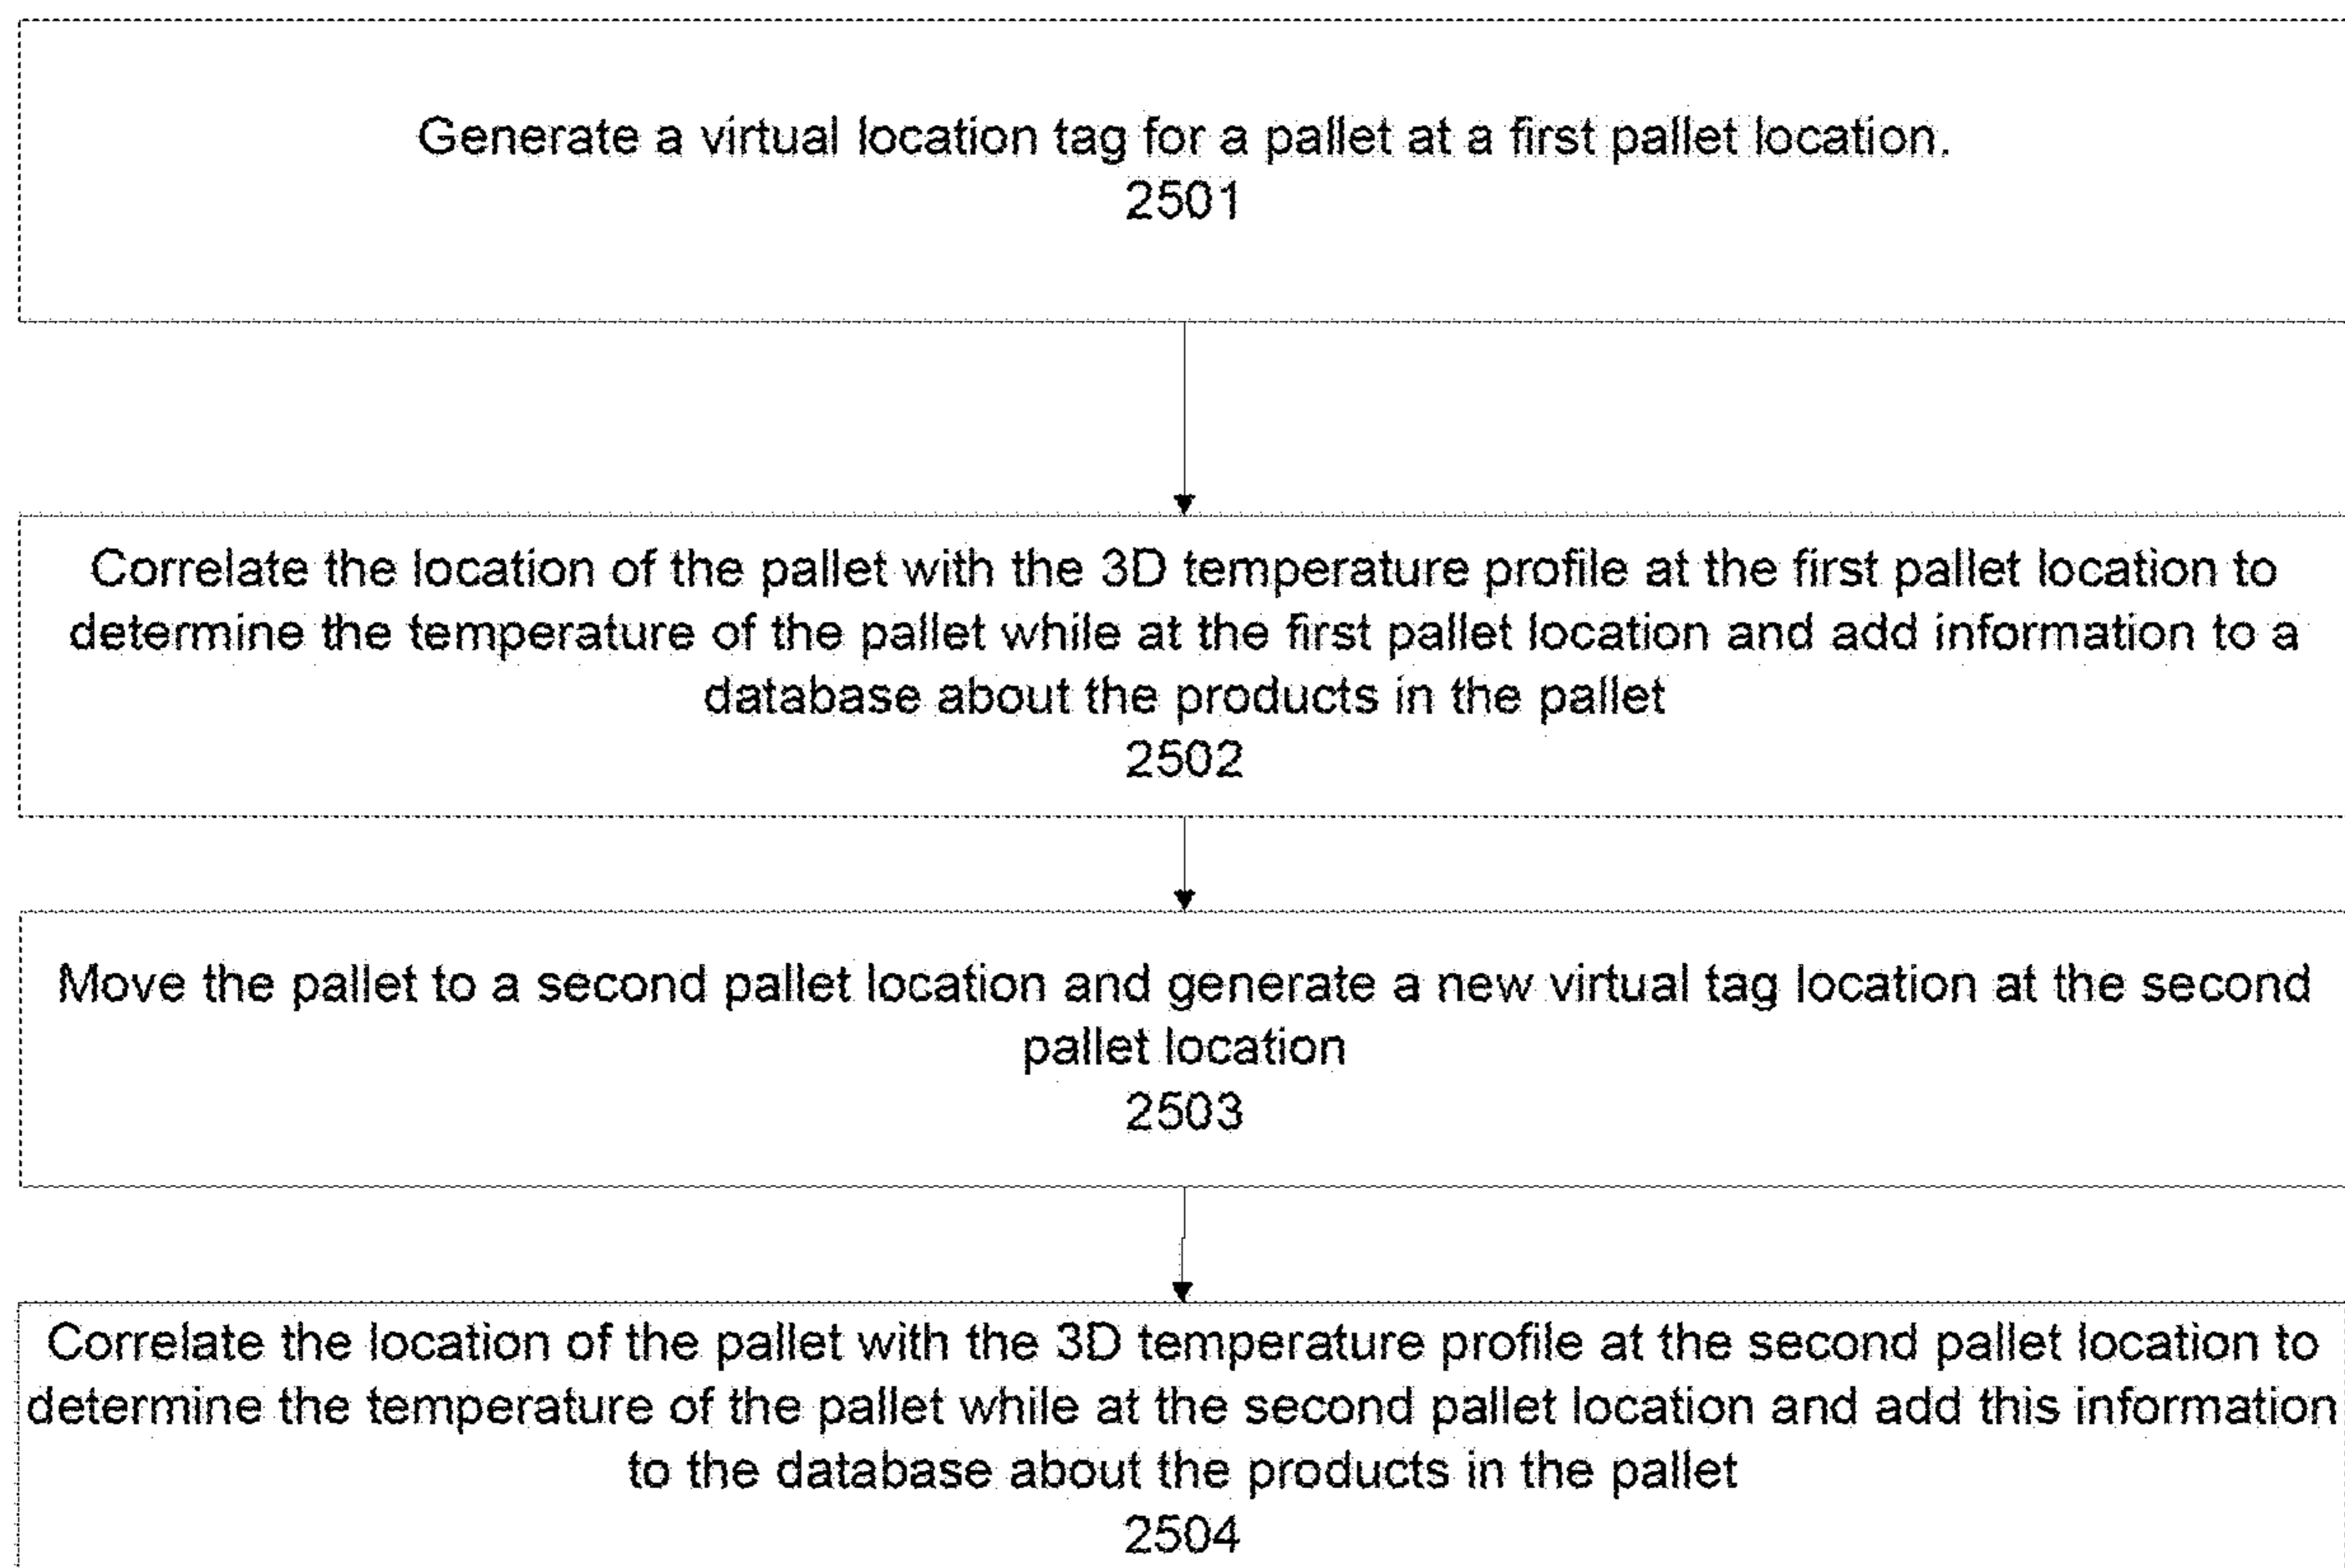 Generate a virtual location tag for a pallet at a first pallet location.
2501
Correlate the location of the pallet with the 3D temperature profile at the first pallet location to
determine the temperature of the pallet while at the first pallet location and add information to a
database about the products in the pallet
2502
Move the pallet to a second pallet location and generate a new virtual tag location at the second
pallet location
2503
Correlate the location of the pallet with the 3D temperature profile at the second pallet location to
determine the temperature of the pallet while at the second pallet location and add this information
to the database about the products in the pallet
2504